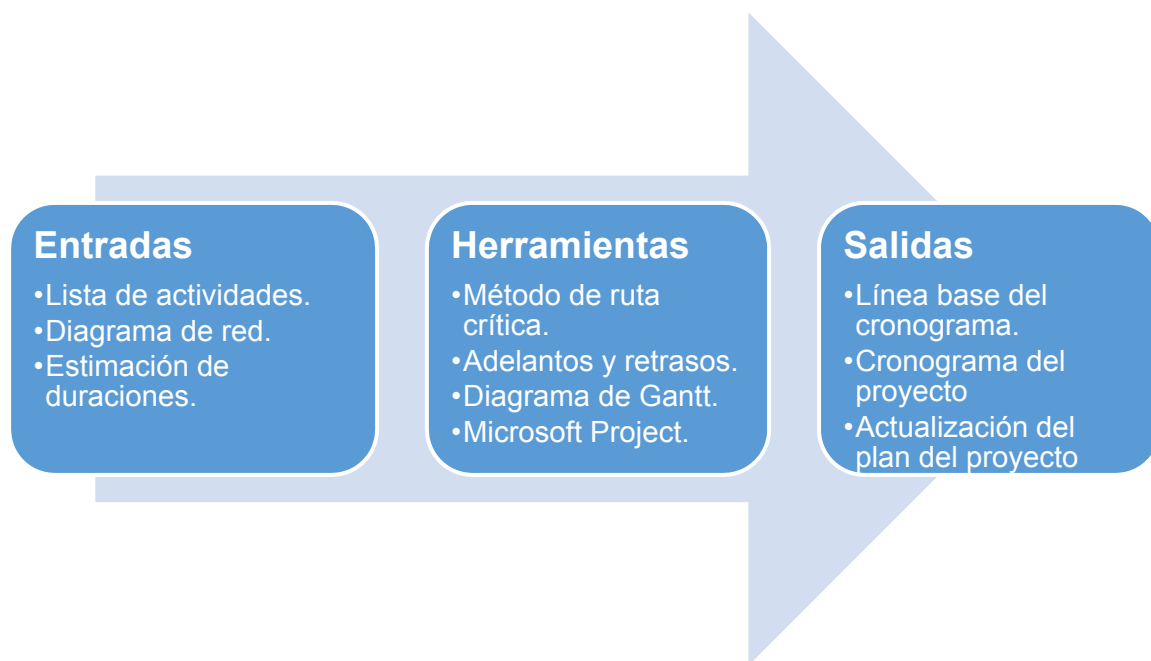 Entradas
•Lista de actividades.
•Diagrama de red.
•Estimación de
duraciones.
Herramientas
•Método de ruta
crítica.
•Adelantos y retrasos.
•Diagrama de Gantt.
•Microsoft Project.
Salidas
•Línea base del
cronograma.
•Cronograma del
proyecto
•Actualización del
plan del proyecto